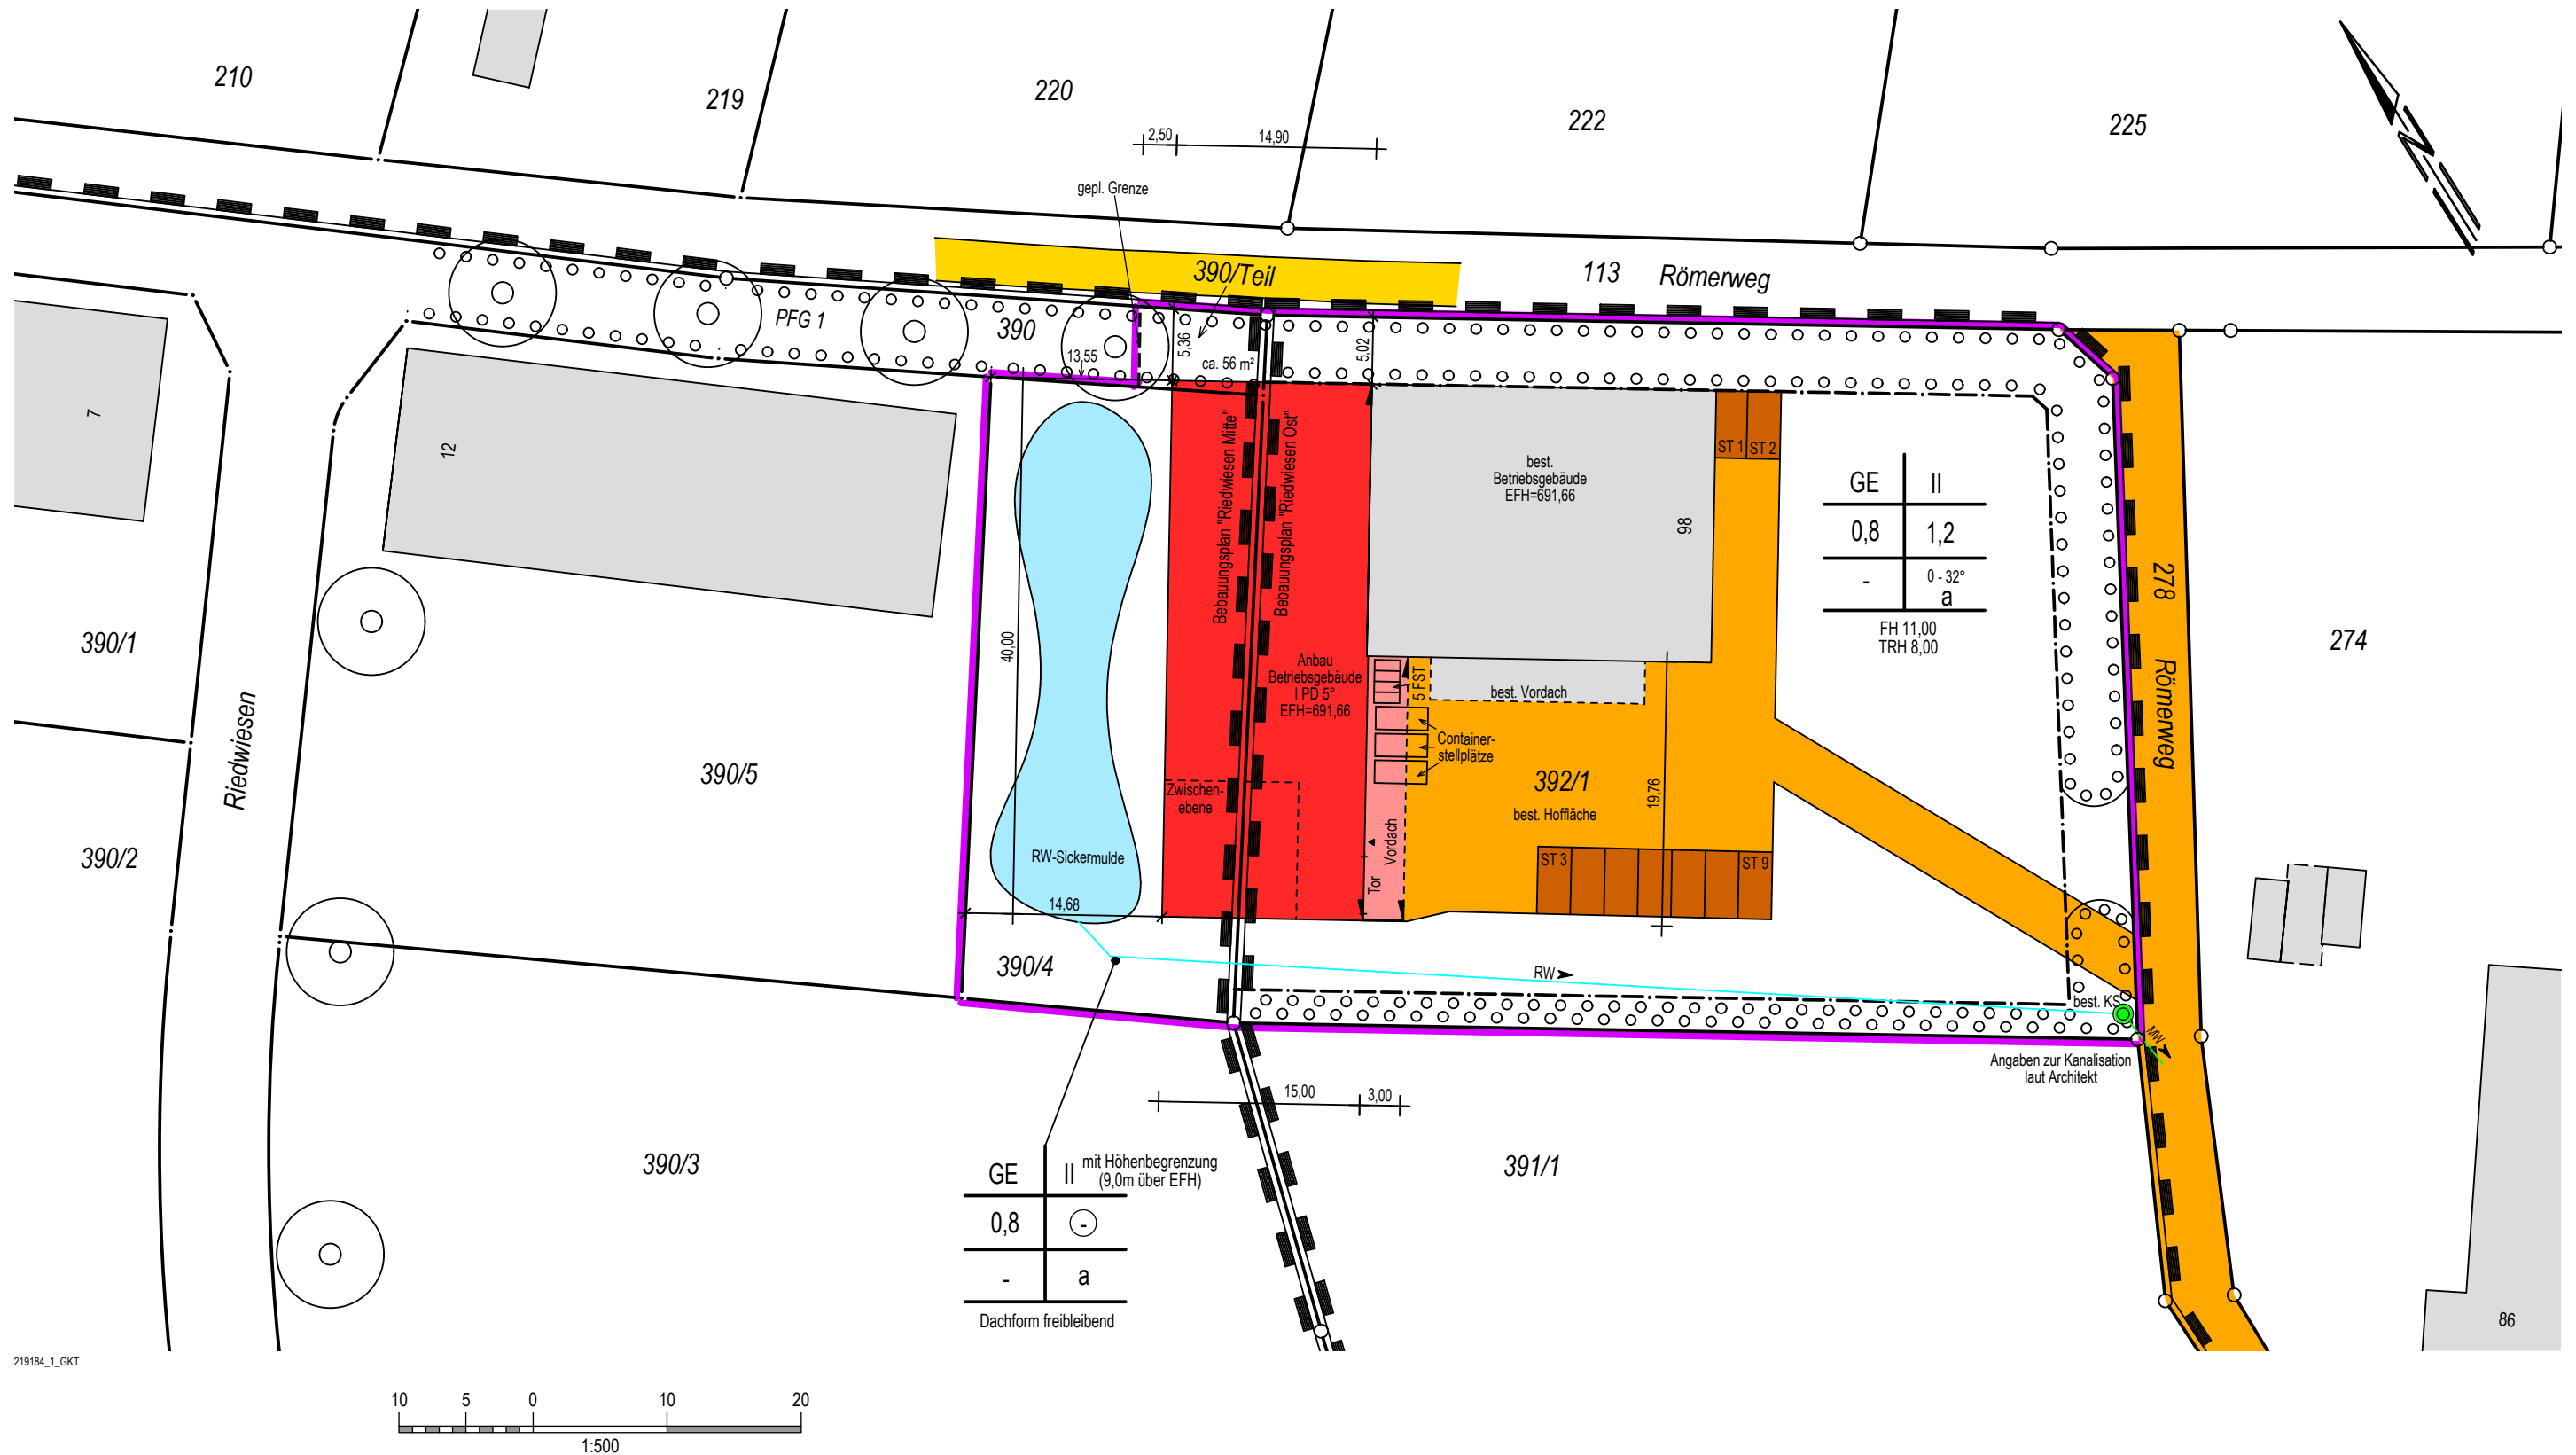 210
219
220
222
225
2,50
14,90
gepl. Grenze
N
390/Teil
113
Römerweg
PFG 1
390
13,55
5,36
ca. 56 m²
5,02
7
12
Bebauungsplan "Riedwiesen Mitte"
Bebauungsplan "Riedwiesen Ost"
best.
Betriebsgebäude
EFH=691,66
98
ST 1
ST 2
GE
II
0,8
1,2
-
0 - 32°
a
FH 11,00
TRH 8,00
278
Römerweg
274
390/1
40,00
Anbau
Betriebsgebäude
I PD 5°
EFH=691,66
5 FST
best. Vordach
Container-
stellplätze
Riedwiesen
390/5
392/1
best. Hoffläche
19,76
Zwischen-
ebene
390/2
RW-Sickermulde
Tor
Vordach
ST 3
ST 9
14,68
390/4
RW
best. KS
MW
Angaben zur Kanalisation
laut Architekt
15,00
3,00
390/3
391/1
GE
II
mit Höhenbegrenzung
(9,0m über EFH)
0,8
-
-
a
Dachform freibleibend
86
219184_1_GKT
10
5
0
10
20
1:500